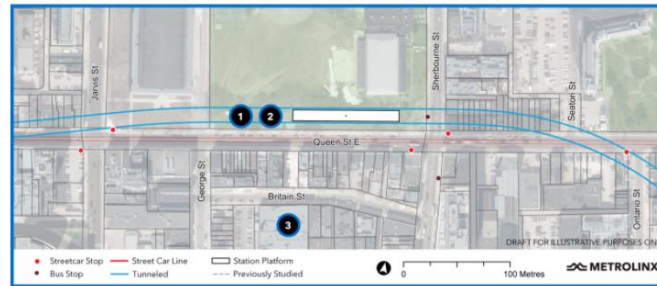 Jarvis St
Sherbourne St
Seaton St
1
2
Queen St E
George St
Britain St
Ontario St
3
DRAFT FOR ILLUSTRATIVE PURPOSES ON
Streetcar Stop
Street Car Line
Station Platform
Bus Stop
Tunneled
Previously Studied
0
100 Metres
METROLINX